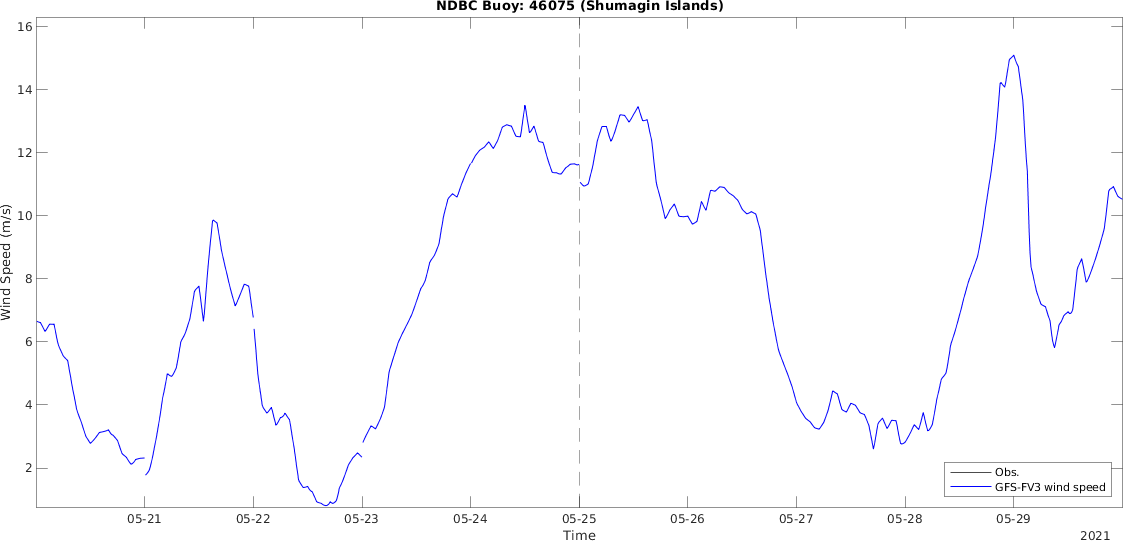 NDBC Buoy: 46075 (Shumagin Islands)
16
14
12
10
8
6
4
2
Wind Speed (m/s)
05-21 05-22 05-23 05-24 05-25 05-26 05-27 05-28 05-29
Time
2021
Obs.
GFS-FV3 wind speed